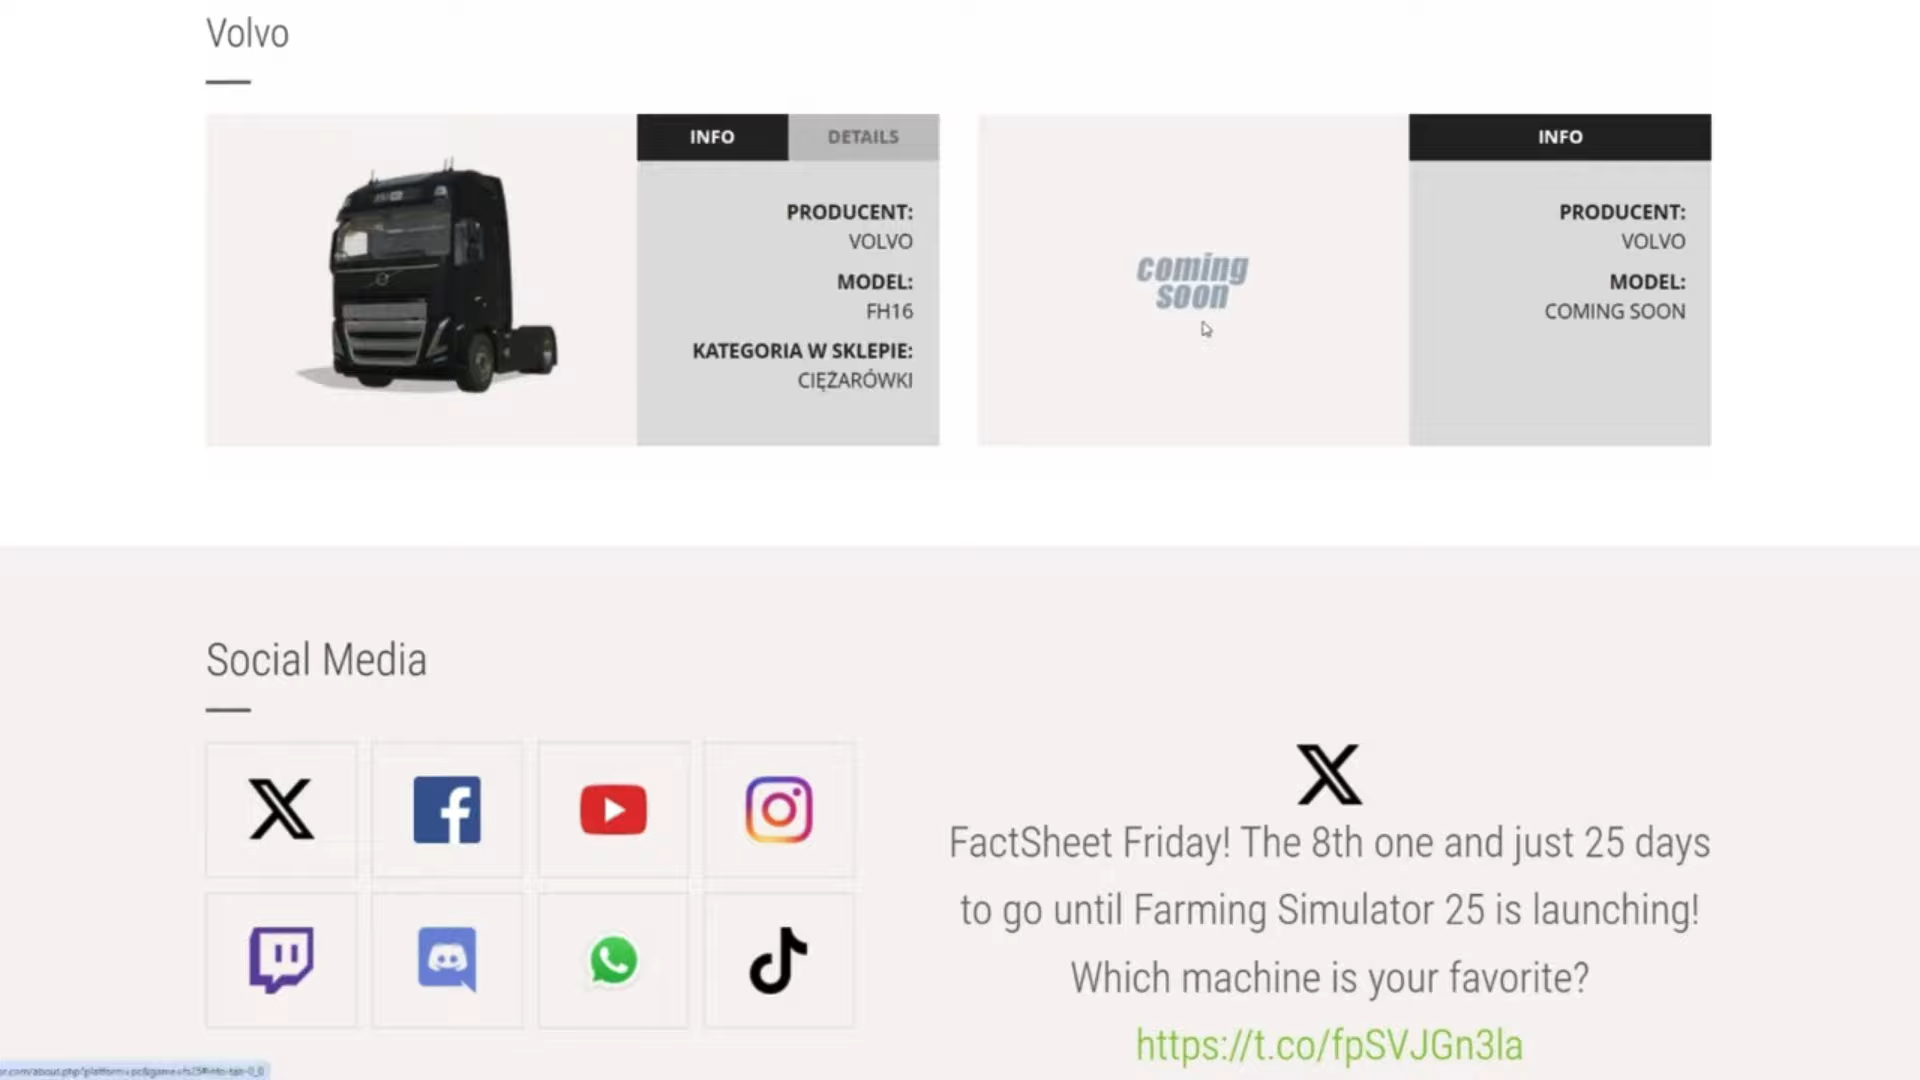 Volvo
INFO
DETAILS
PRODUCENT:
VOLVO
MODEL:
FH16
KATEGORIA W SKLEPIE:
CIĘŻARÓWKI
coming
soon
INFO
PRODUCENT:
VOLVO
MODEL:
COMING SOON
Social Media
FactSheet Friday! The 8th one and just 25 days
to go until Farming Simulator 25 is launching!
Which machine is your favorite?
https://t.co/fpSVJGn3la